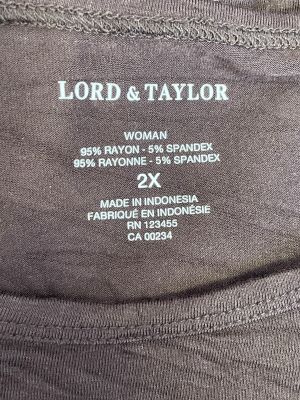 LORD & TAYLOR
WOMAN
95% RAYON - 5% SPANDEX
95% RAYONNE - 5% SPANDEX
2X
MADE IN INDONESIA
FABRIQUÉ EN INDONÉSIE
RN 123455
CA 00234